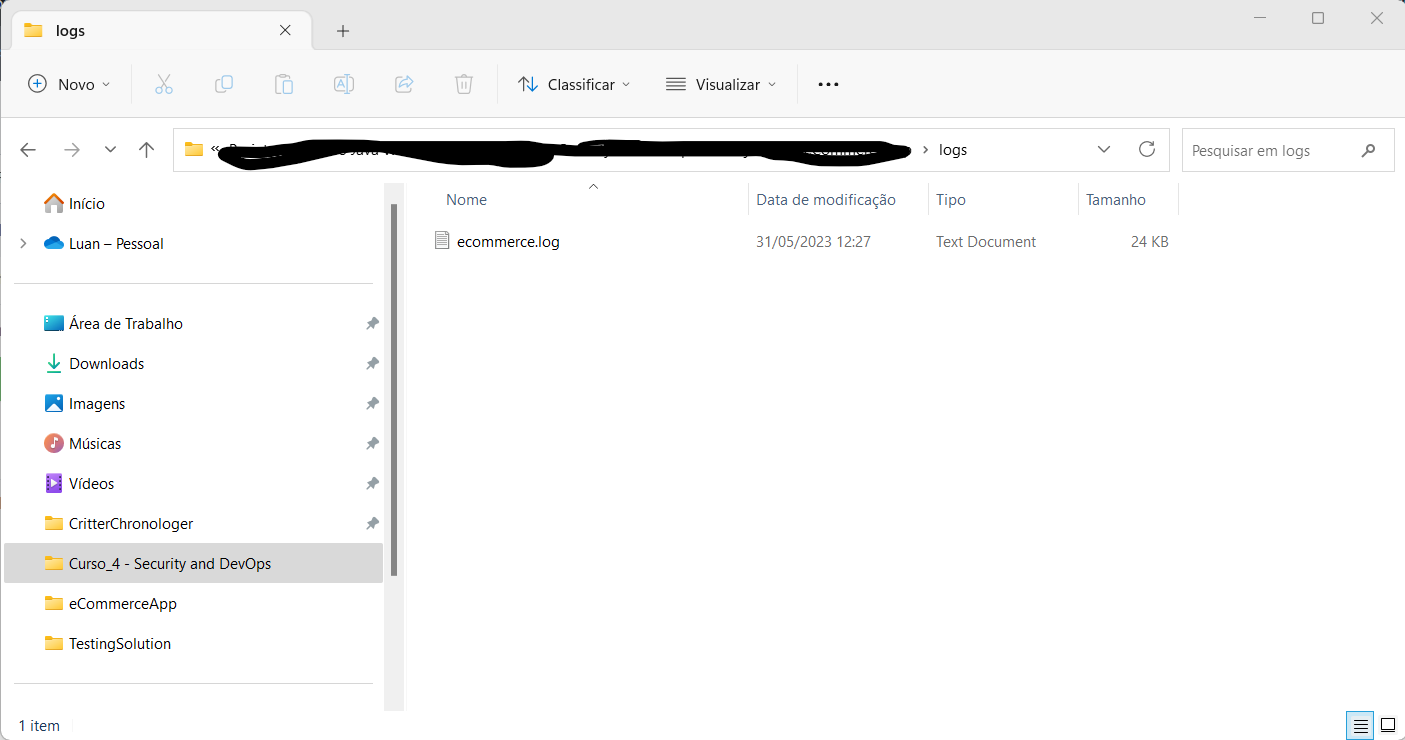 logs
Novo
Classificar
Visualizar
« > logs
Pesquisar em logs
Início
Luan – Pessoal
Área de Trabalho
Downloads
Imagens
Músicas
Vídeos
CritterChronologer
Curso_4 - Security and DevOps
eCommerceApp
TestingSolution
Nome Data de modificação Tipo Tamanho
ecommerce.log 31/05/2023 12:27 Text Document 24 KB
1 item